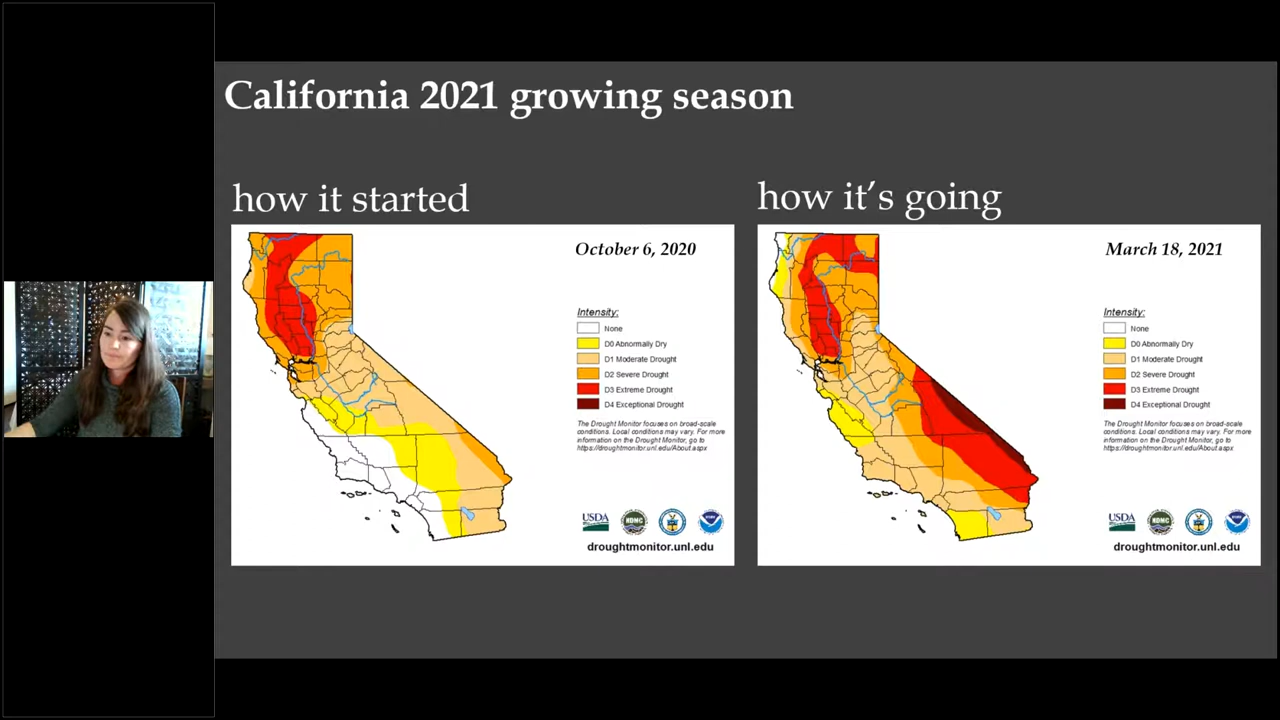 California 2021 growing season
how it started
October 6, 2020
Intensity:
None
D0 Abnormally Dry
D1 Moderate Drought
D2 Severe Drought
D3 Extreme Drought
D4 Exceptional Drought
The Drought Monitor focuses on broad-scale
conditions. Local conditions may vary. For more
information on the Drought Monitor, go to
https://droughtmonitor.unl.edu/About.aspx
USDA
NDMC
droughtmonitor.unl.edu
how it's going
March 18, 2021
Intensity:
None
D0 Abnormally Dry
D1 Moderate Drought
D2 Severe Drought
D3 Extreme Drought
D4 Exceptional Drought
The Drought Monitor focuses on broad-scale
conditions. Local conditions may vary. For more
information on the Drought Monitor, go to
https://droughtmonitor.unl.edu/About.aspx
USDA
NDMC
droughtmonitor.unl.edu